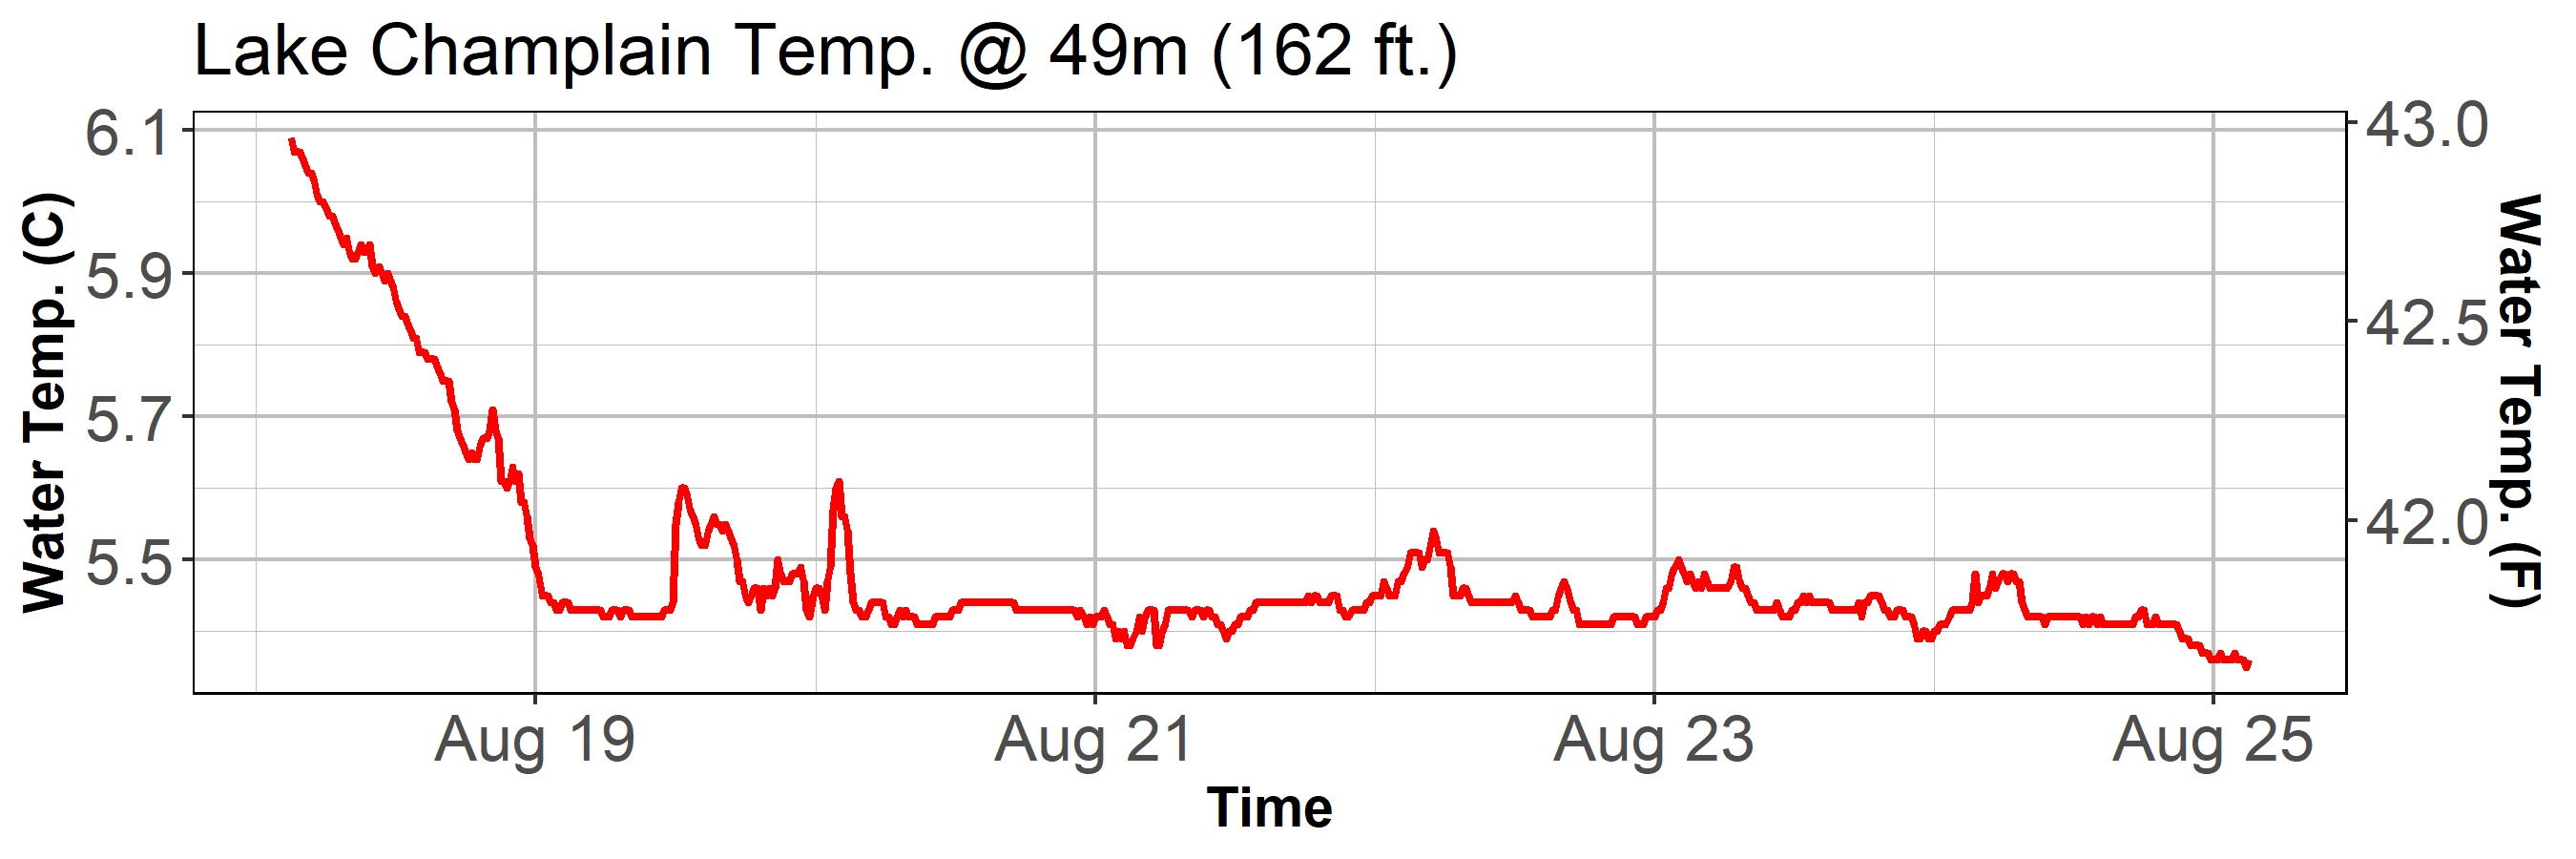 Lake Champlain Temp. @ 49m (162 ft.)
Water Temp. (C)
6.1
5.9
5.7
5.5
43.0
42.5
42.0
Water Temp. (F)
Aug 19
Aug 21
Aug 23
Aug 25
Time